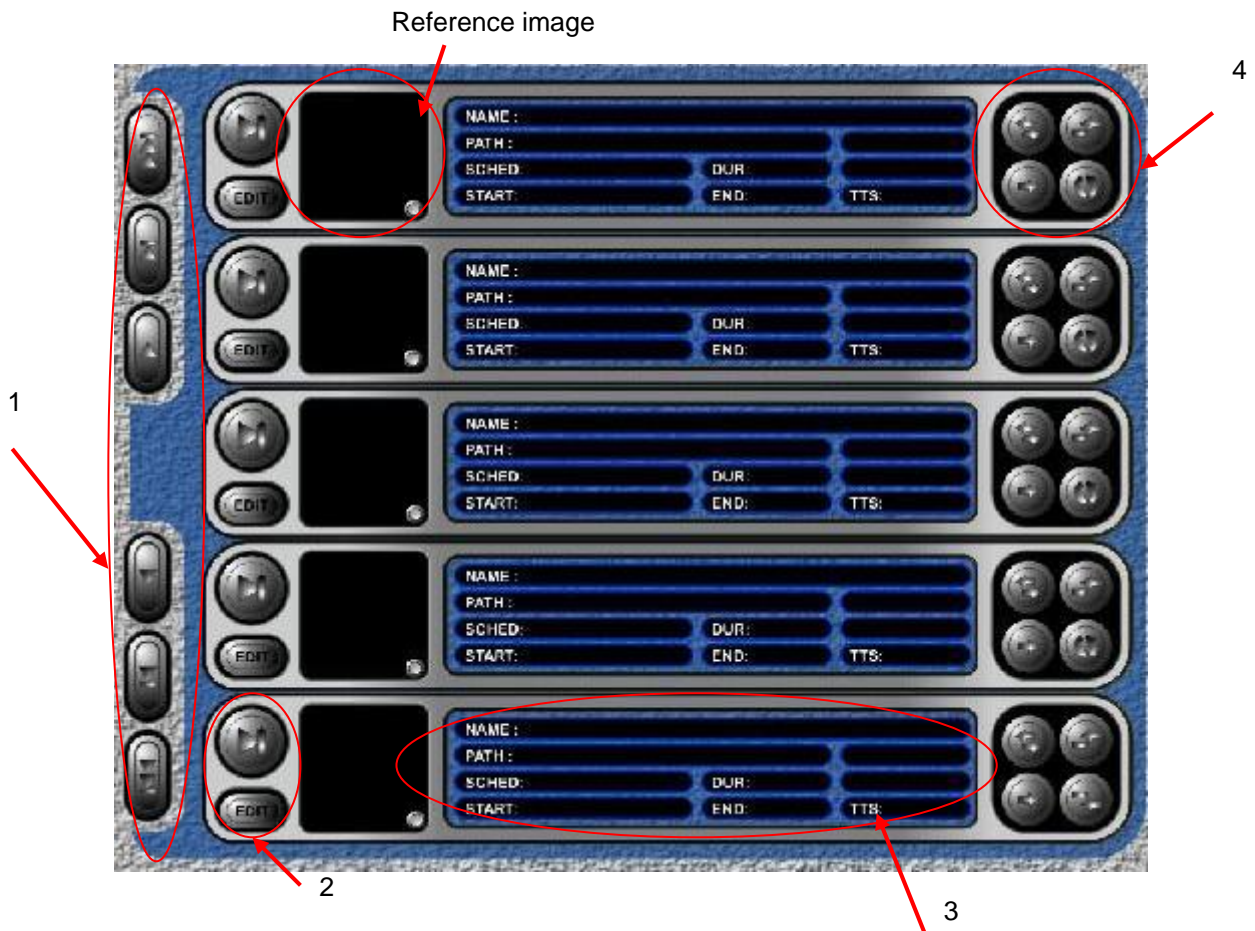 Reference image
4
NAME :
PATH :
SCHED: DUR:
START: END: TTS:
EDIT
NAME :
PATH :
SCHED: DUR:
START: END: TTS:
EDIT
1
NAME :
PATH :
SCHED: DUR:
START: END: TTS:
EDIT
NAME :
PATH :
SCHED: DUR:
START: END: TTS:
EDIT
NAME :
PATH :
SCHED: DUR:
START: END: TTS:
EDIT
2
3